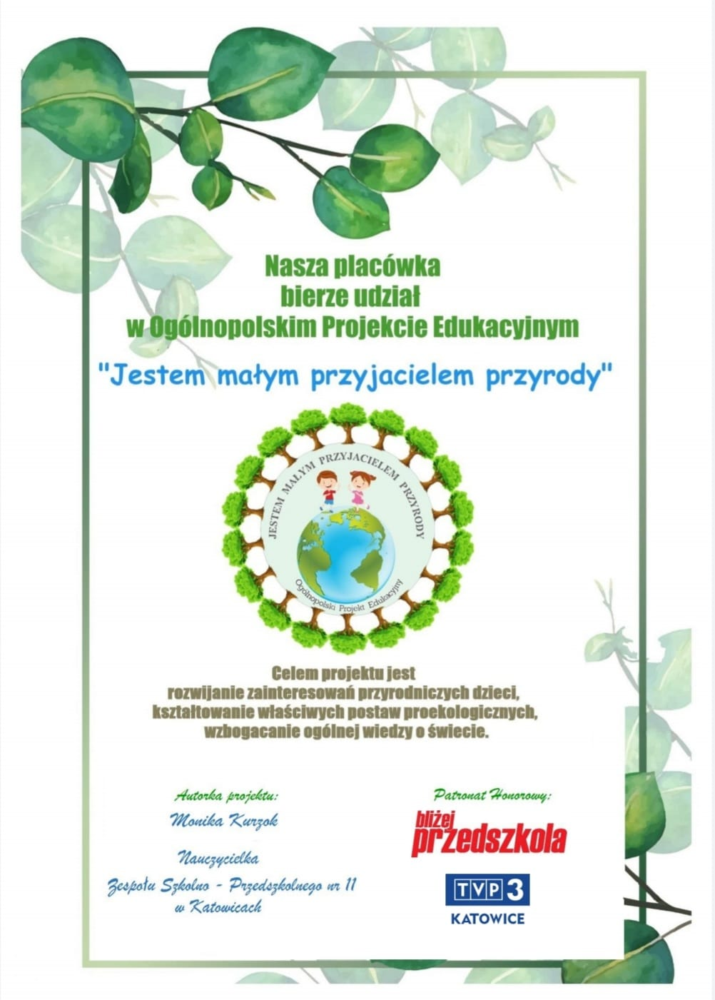 Nasza placówka
bierze udział
w Ogólnopolskim Projekcie Edukacyjnym
"Jestem małym przyjacielem przyrody"
JESTEM MAŁYM PRZYJACIELEM PRZYRODY
Ogólnopolski Projekt Edukacyjny
Celem projektu jest
rozwijanie zainteresowań przyrodniczych dzieci,
kształtowanie właściwych postaw proekologicznych,
wzbogacanie ogólnej wiedzy o świecie.
Autorka projektu:
Monika Kurzok
Nauczycielka
Zespołu Szkolno - Przedszkolnego nr 11
w Katowicach
Patronat Honorowy:
bliżej
przedszkola
TVP3
KATOWICE